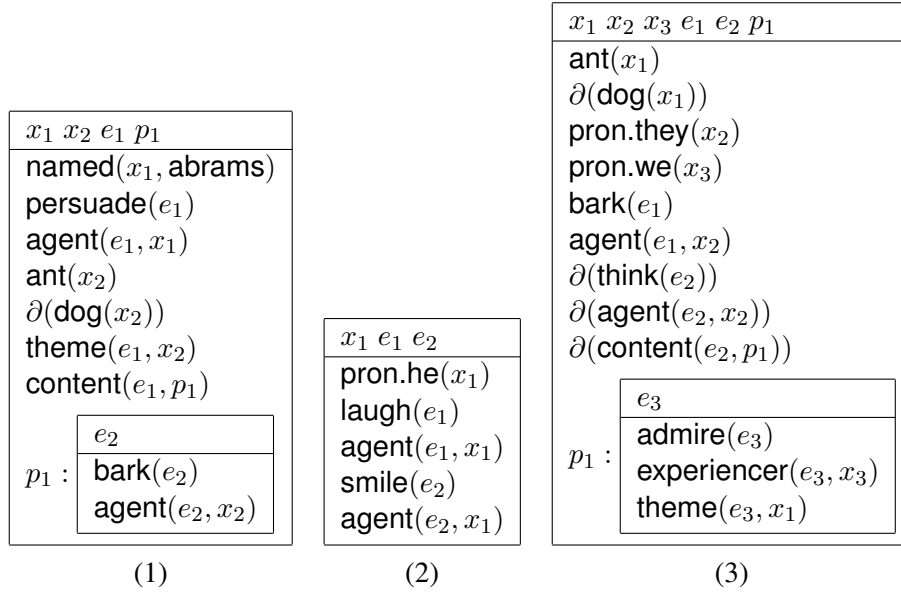 x₁ x₂ e₁ p₁
named(x₁, abrams)
persuade(e₁)
agent(e₁, x₁)
ant(x₂)
∂(dog(x₂))
theme(e₁, x₂)
content(e₁, p₁)
e₂
p₁ : bark(e₂)
agent(e₂, x₂)
(1)
x₁ e₁ e₂
pron.he(x₁)
laugh(e₁)
agent(e₁, x₁)
smile(e₂)
agent(e₂, x₁)
(2)
x₁ x₂ x₃ e₁ e₂ p₁
ant(x₁)
∂(dog(x₁))
pron.they(x₂)
pron.we(x₃)
bark(e₁)
agent(e₁, x₂)
∂(think(e₂))
∂(agent(e₂, x₂))
∂(content(e₂, p₁))
e₃
admire(e₃)
p₁ : experiencer(e₃, x₃)
theme(e₃, x₁)
(3)